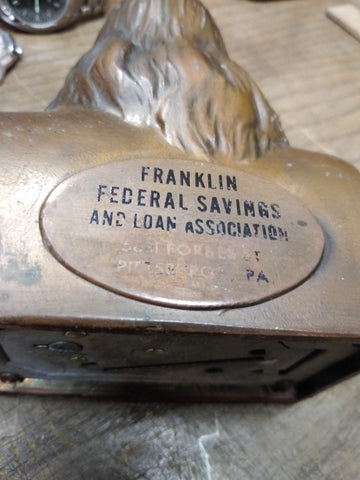 FRANKLIN
FEDERAL SAVINGS
AND LOAN ASSOCIATION
FORBES ST
PITTSBURGH, PA